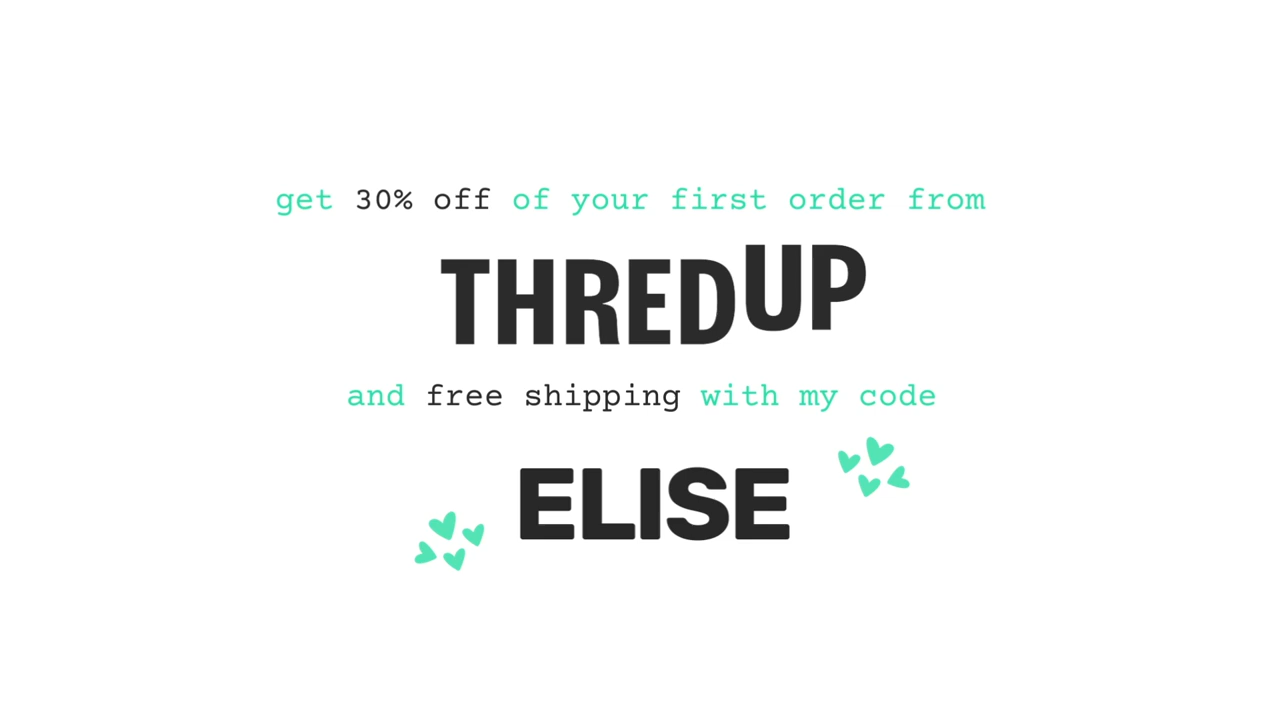 get 30% off of your first order from
THREDUP
and free shipping with my code
ELISE